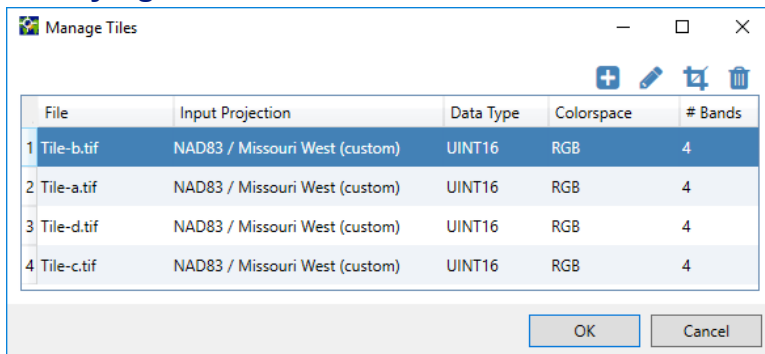 Manage Tiles
File Input Projection Data Type Colorspace # Bands
1 Tile-b.tif NAD83 / Missouri West (custom) UINT16 RGB 4
2 Tile-a.tif NAD83 / Missouri West (custom) UINT16 RGB 4
3 Tile-d.tif NAD83 / Missouri West (custom) UINT16 RGB 4
4 Tile-c.tif NAD83 / Missouri West (custom) UINT16 RGB 4
OK Cancel